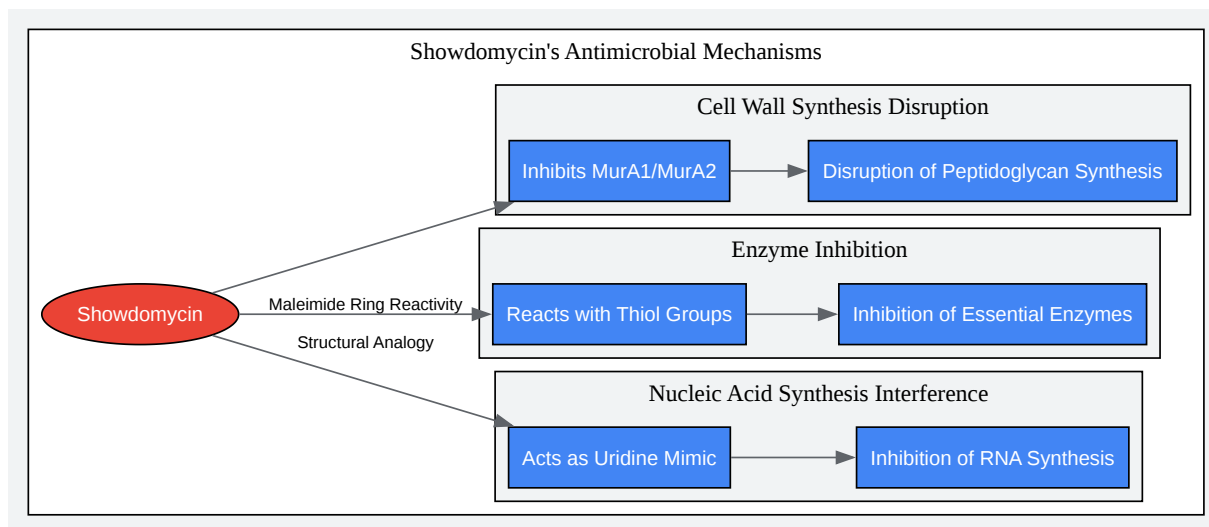 Showdomycin's Antimicrobial Mechanisms
Cell Wall Synthesis Disruption
Inhibits MurA1/MurA2
Disruption of Peptidoglycan Synthesis
Enzyme Inhibition
Showdomycin
Maleimide Ring Reactivity
Reacts with Thiol Groups
Inhibition of Essential Enzymes
Structural Analogy
Nucleic Acid Synthesis Interference
Acts as Uridine Mimic
Inhibition of RNA Synthesis